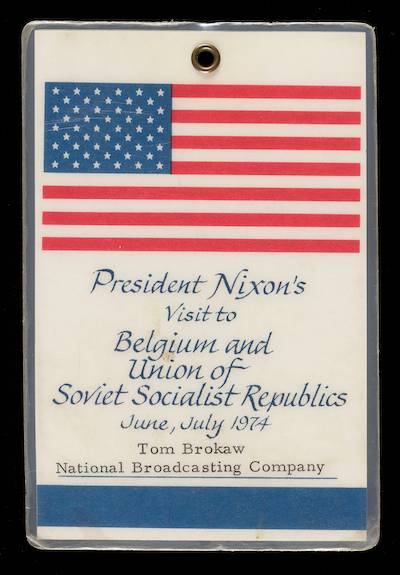 President Nixon's
Visit to
Belgium and
Union of
Soviet Socialist Republics
June, July 1974
Tom Brokaw
National Broadcasting Company